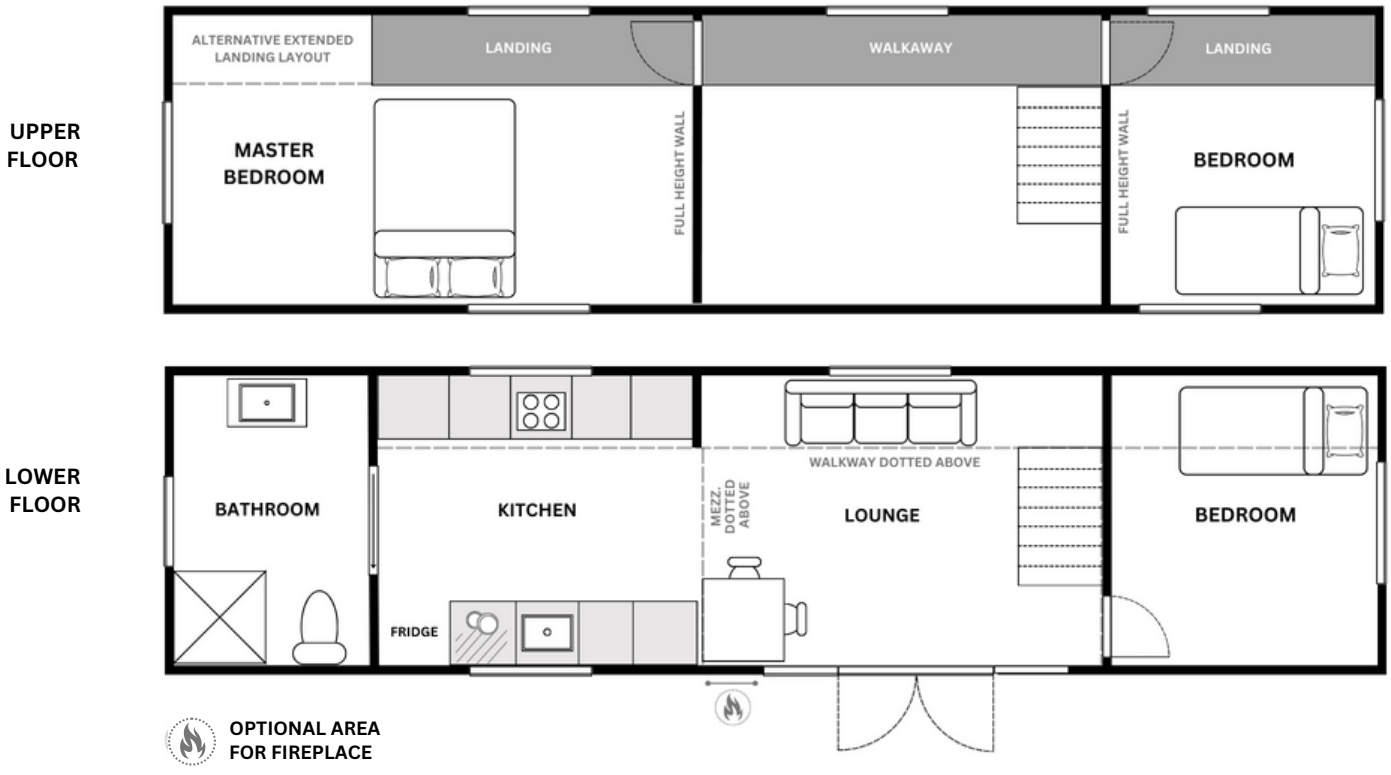 ALTERNATIVE EXTENDED
LANDING LAYOUT
LANDING
WALKAWAY
LANDING
UPPER
FLOOR
MASTER
BEDROOM
FULL HEIGHT WALL
FULL HEIGHT WALL
BEDROOM
LOWER
FLOOR
BATHROOM
KITCHEN
FRIDGE
WALKWAY DOTTED ABOVE
MEZZ.
DOTTED
ABOVE
LOUNGE
BEDROOM
OPTIONAL AREA
FOR FIREPLACE